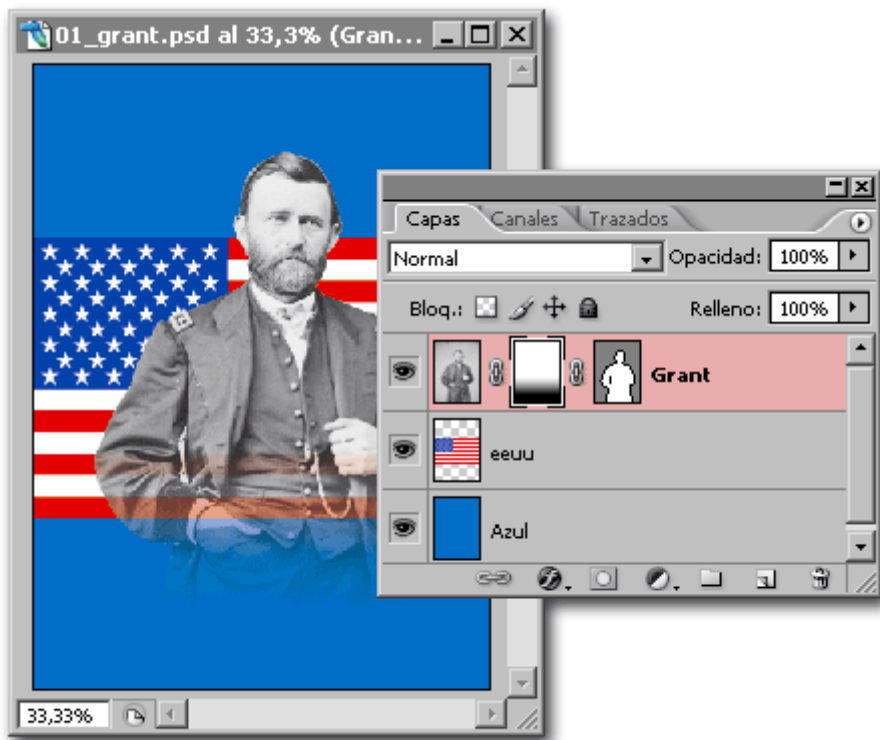 01_grant.psd al 33,3% (Gran...
Capas Canales Trazados
Normal Opacidad: 100%
Bloq.: Relleno: 100%
Grant
eeuu
Azul
33,33%